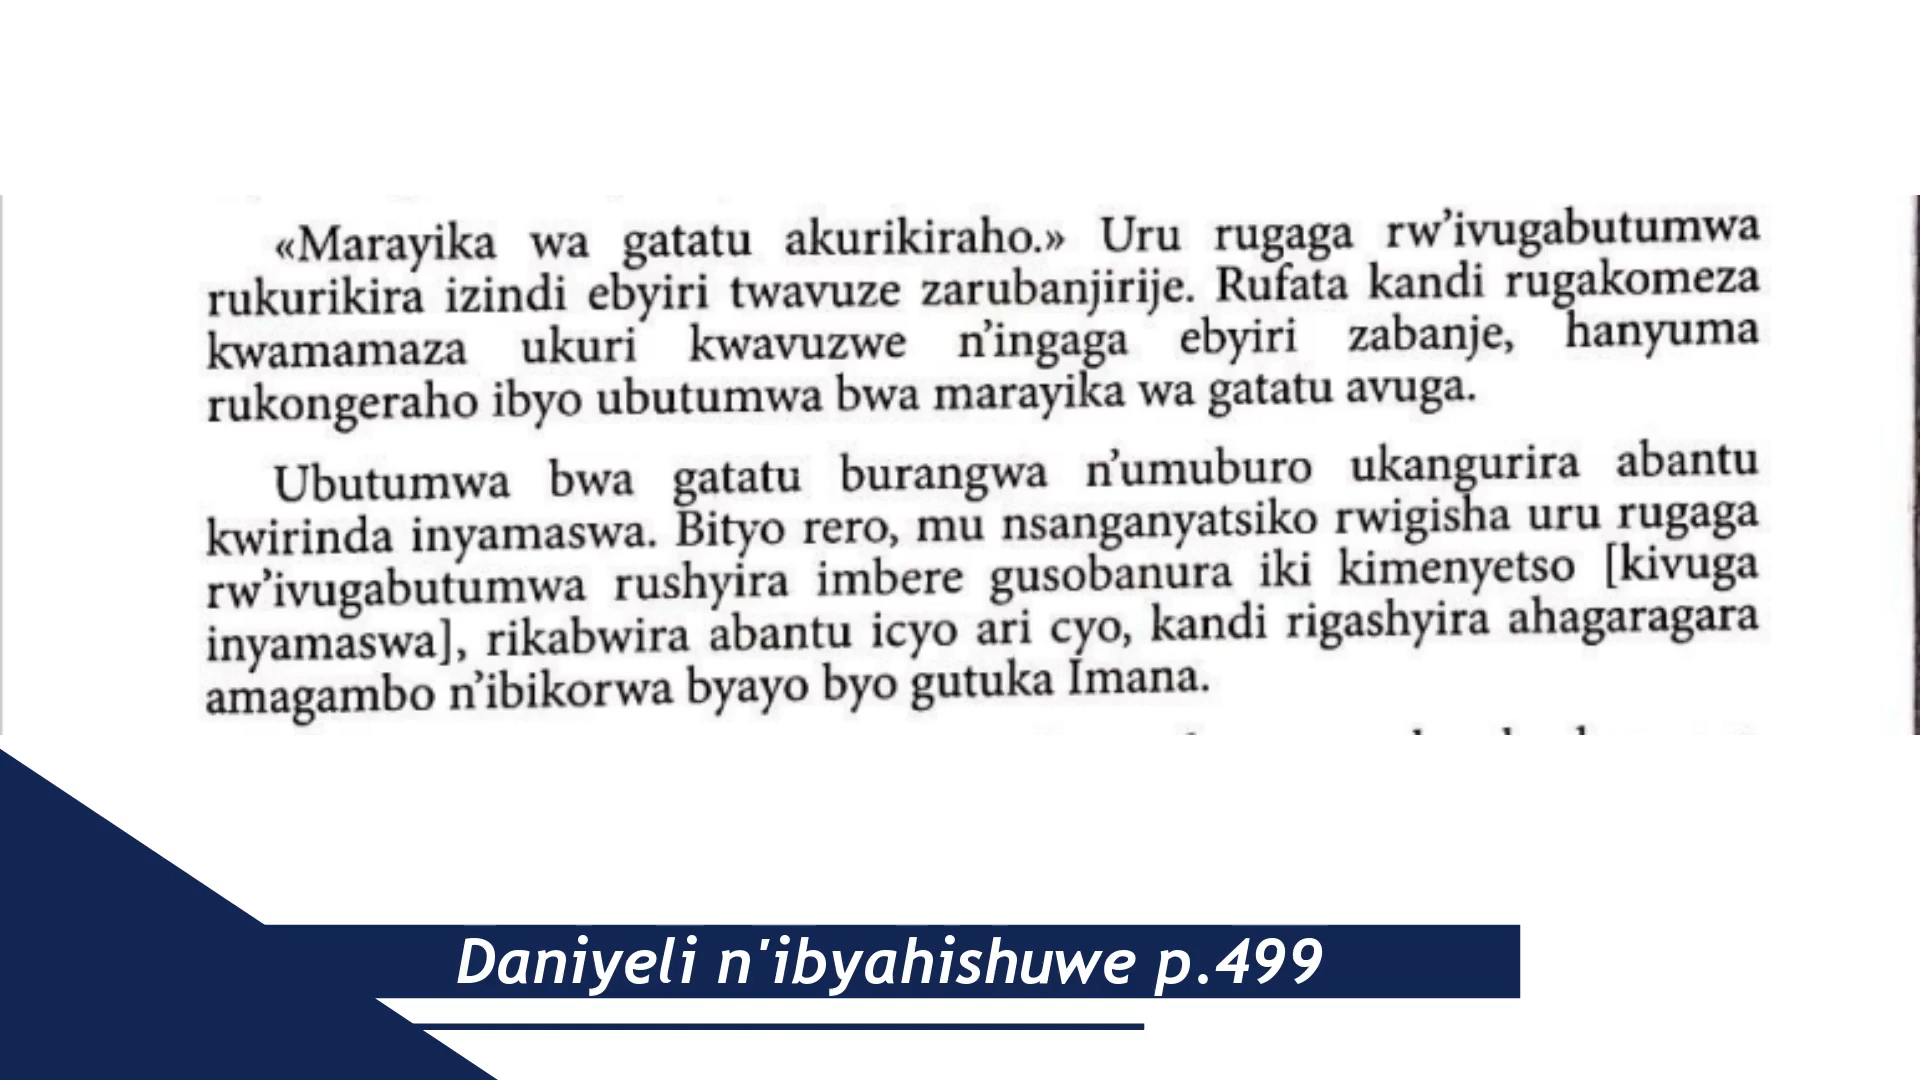 «Marayika wa gatatu akurikiraho.» Uru rugaga rw’ivugabutumwa
rukurikira izindi ebyiri twavuze zarubanjirije. Rufata kandi rugakomeza
kwamamaza ukuri kwavuzwe n’ingaga ebyiri zabanje, hanyuma
rukongeraho ibyo ubutumwa bwa marayika wa gatatu avuga.
Ubutumwa bwa gatatu burangwa n’umuburo ukangurira abantu
kwirinda inyamaswa. Bityo rero, mu nsanganyatsiko rwigisha uru rugaga
rw’ivugabutumwa rushyira imbere gusobanura iki kimenyetso [kivuga
inyamaswa], rikabwira abantu icyo ari cyo, kandi rigashyira ahagaragara
amagambo n’ibikorwa byayo byo gutuka Imana.
Daniyeli n'ibyahishuwe p.499